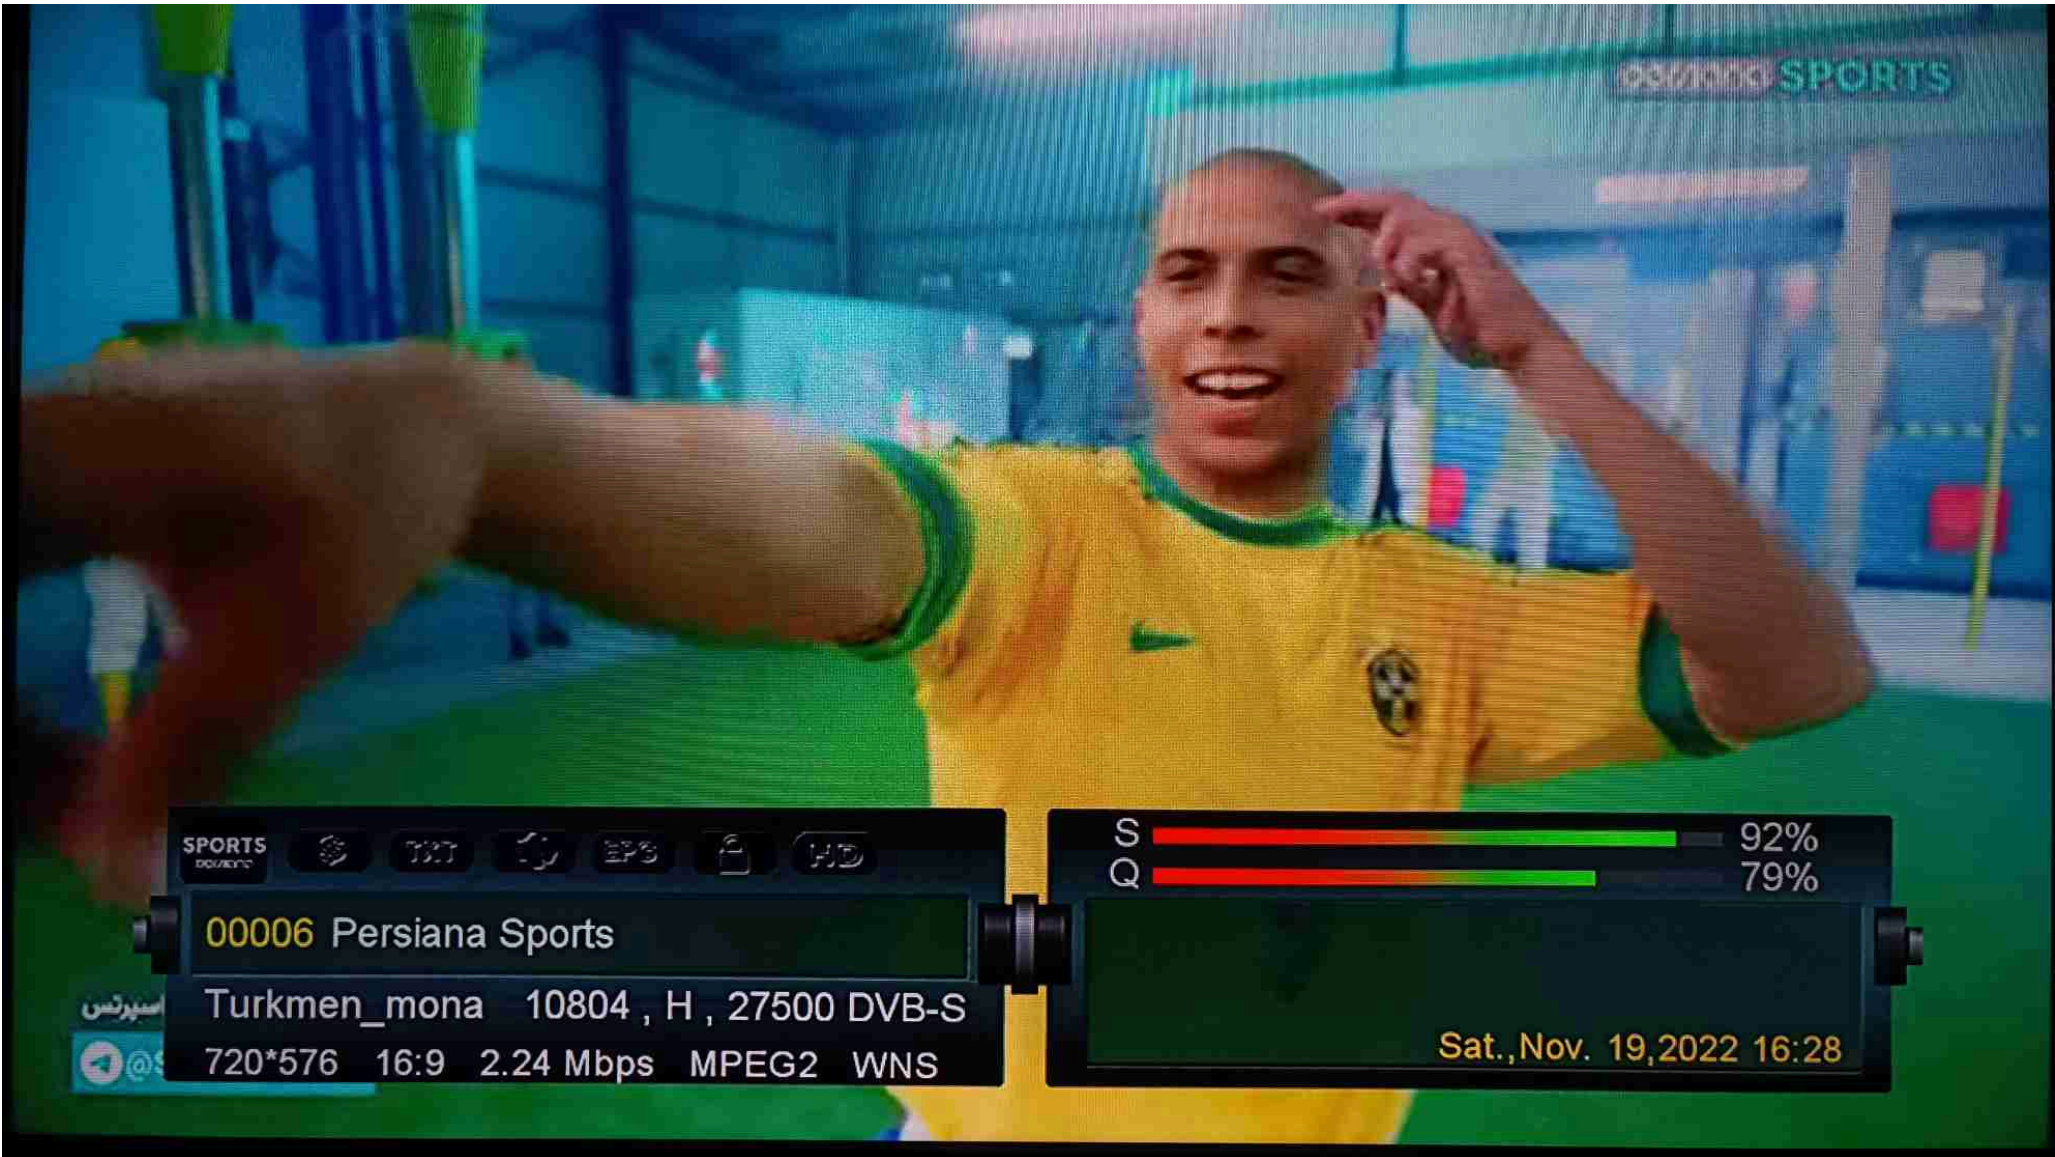 SPORTS
SPORTS
S 92%
TXT EPG HD
Q 79%
00006 Persiana Sports
اسپرتس
Turkmen_mona 10804 , H , 27500 DVB-S
Sat.,Nov. 19,2022 16:28
720*576 16:9 2.24 Mbps MPEG2 WNS